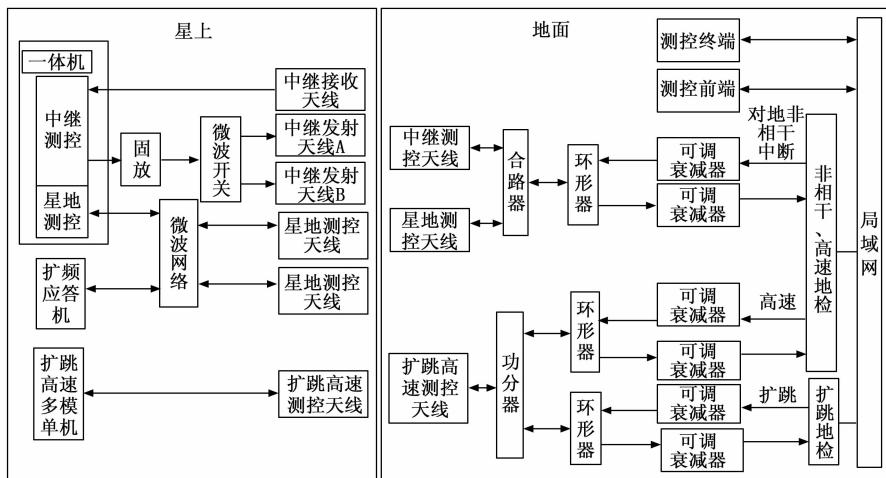 星上
一体机
中继
测控
星地
测控
固放
微波开关
中继接收
天线
中继发射
天线A
中继发射
天线B
微波网络
星地测控
天线
星地测控
天线
扩频
应答
机
扩跳
高速
多模
单机
扩跳高速
测控天线
地面
测控终端
测控前端
中继测
控天线
星地测
控天线
合路器
环形器
可调
衰减器
可调
衰减器
对地非
相干
中断
非相干、高速地检
局域网
扩跳高
速测控
天线
功分器
环形器
可调
衰减器
高速
可调
衰减器
环形器
可调
衰减器
扩跳
可调
衰减器
扩跳地检